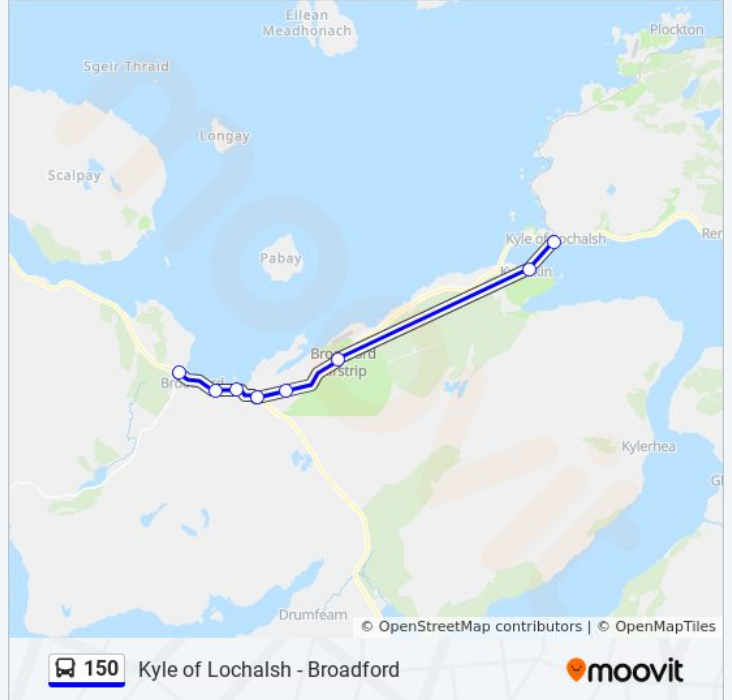 Eilean
Meadhonach
Plockton
Sgeir Thraid
Longay
Scalpay
Kyle of Lochalsh
Pabay
Airstrip
Kylerhea
Drumfearn
© OpenStreetMap contributors | © OpenMapTiles
150 Kyle of Lochalsh - Broadford
moovit